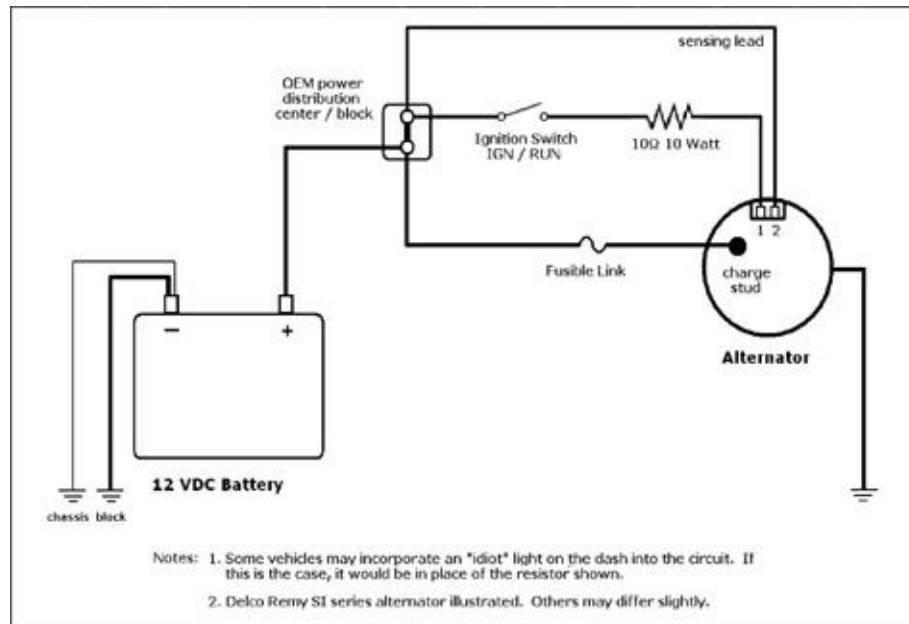 sensing lead
OEM power
distribution
center / block
Ignition Switch
IGN / RUN
10Ω 10 Watt
1 2
Fusible Link
charge
stud
Alternator
− +
12 VDC Battery
chassis block
Notes: 1. Some vehicles may incorporate an "idiot" light on the dash into the circuit. If
this is the case, it would be in place of the resistor shown.
2. Delco Remy SI series alternator illustrated. Others may differ slightly.